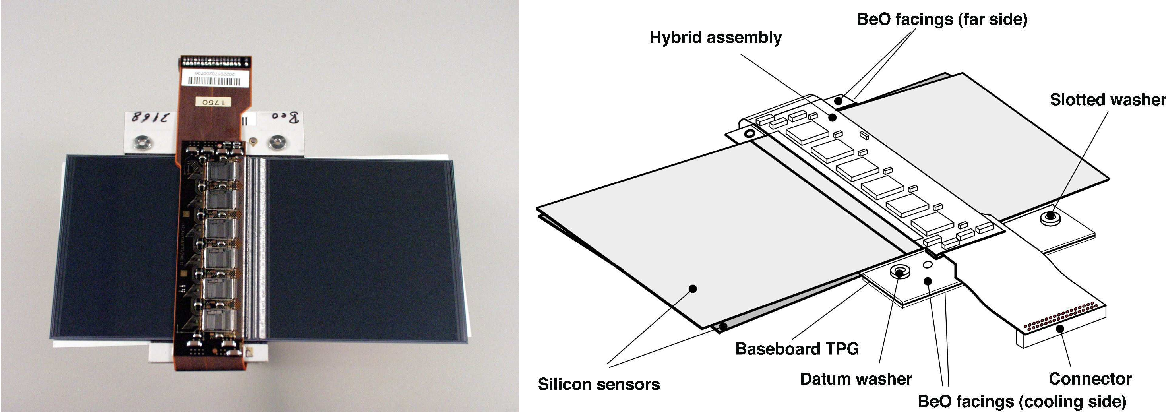 1750
2168
BeO
BeO facings (far side)
Hybrid assembly
Slotted washer
Baseboard TPG
Silicon sensors
Datum washer
Connector
BeO facings (cooling side)